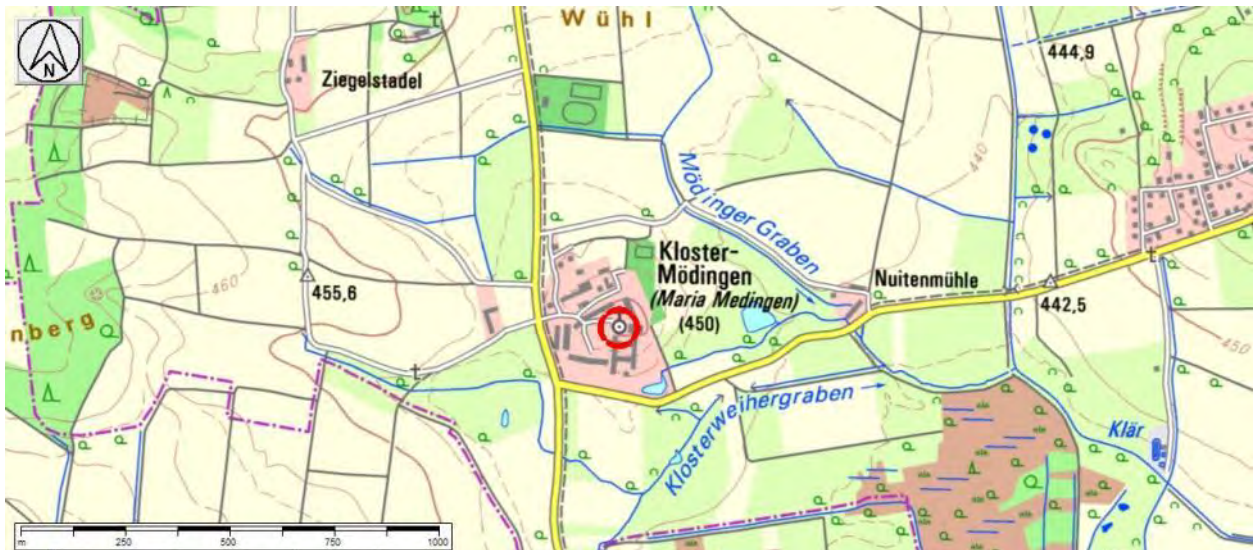 Wühl
N
Ziegelstadel
444,9
440
Mödinger Graben
Kloster-
Mödingen
(Maria Medingen)
(450)
Nuitenmühle
460
455,6
442,5
nberg
450
Klosterweihergraben
Klär
m 250 500 750 1000